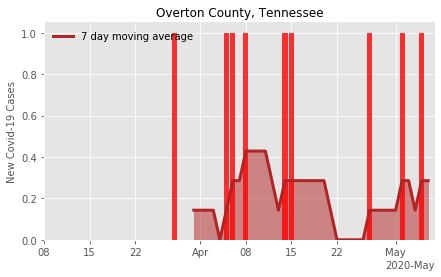 Overton County, Tennessee
7 day moving average
New Covid-19 Cases
1.0
0.8
0.6
0.4
0.2
0.0
08 15 22 Apr 08 15 22 May
2020-May